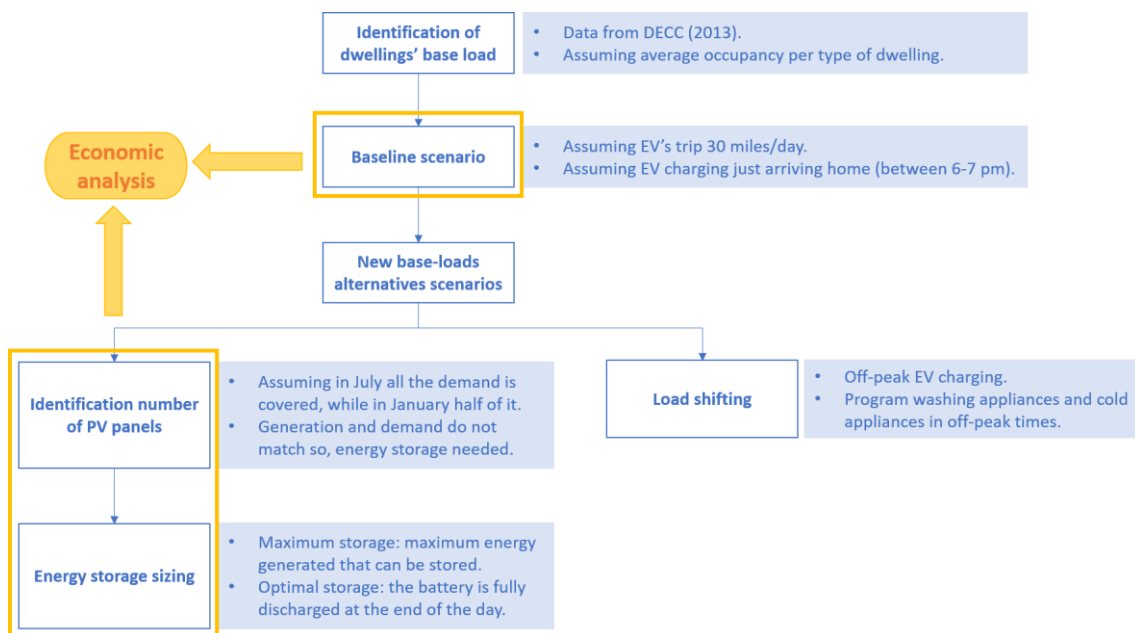 Identification of
dwellings' base load
• Data from DECC (2013).
• Assuming average occupancy per type of dwelling.
Economic
analysis
Baseline scenario
• Assuming EV's trip 30 miles/day.
• Assuming EV charging just arriving home (between 6-7 pm).
New base-loads
alternatives scenarios
Identification number
of PV panels
• Assuming in July all the demand is
covered, while in January half of it.
• Generation and demand do not
match so, energy storage needed.
Load shifting
• Off-peak EV charging.
• Program washing appliances and cold
appliances in off-peak times.
Energy storage sizing
• Maximum storage: maximum energy
generated that can be stored.
• Optimal storage: the battery is fully
discharged at the end of the day.